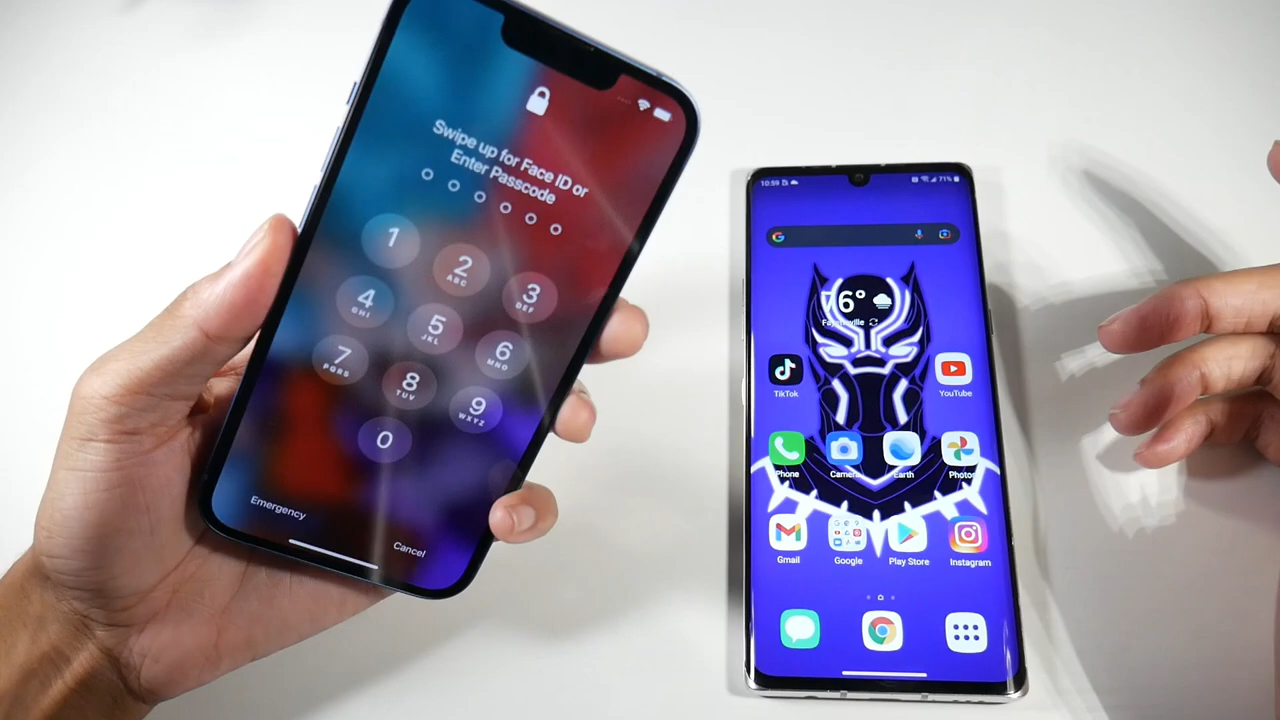 Swipe up for Face ID or
Enter Passcode
1
2
ABC
3
DEF
4
GHI
5
JKL
6
MNO
7
PQRS
8
TUV
9
WXYZ
0
Emergency
Cancel
10:59
71%
76°
Fayetteville
TikTok
YouTube
Phone
Camera
Earth
Photos
Gmail
Google
Play Store
Instagram